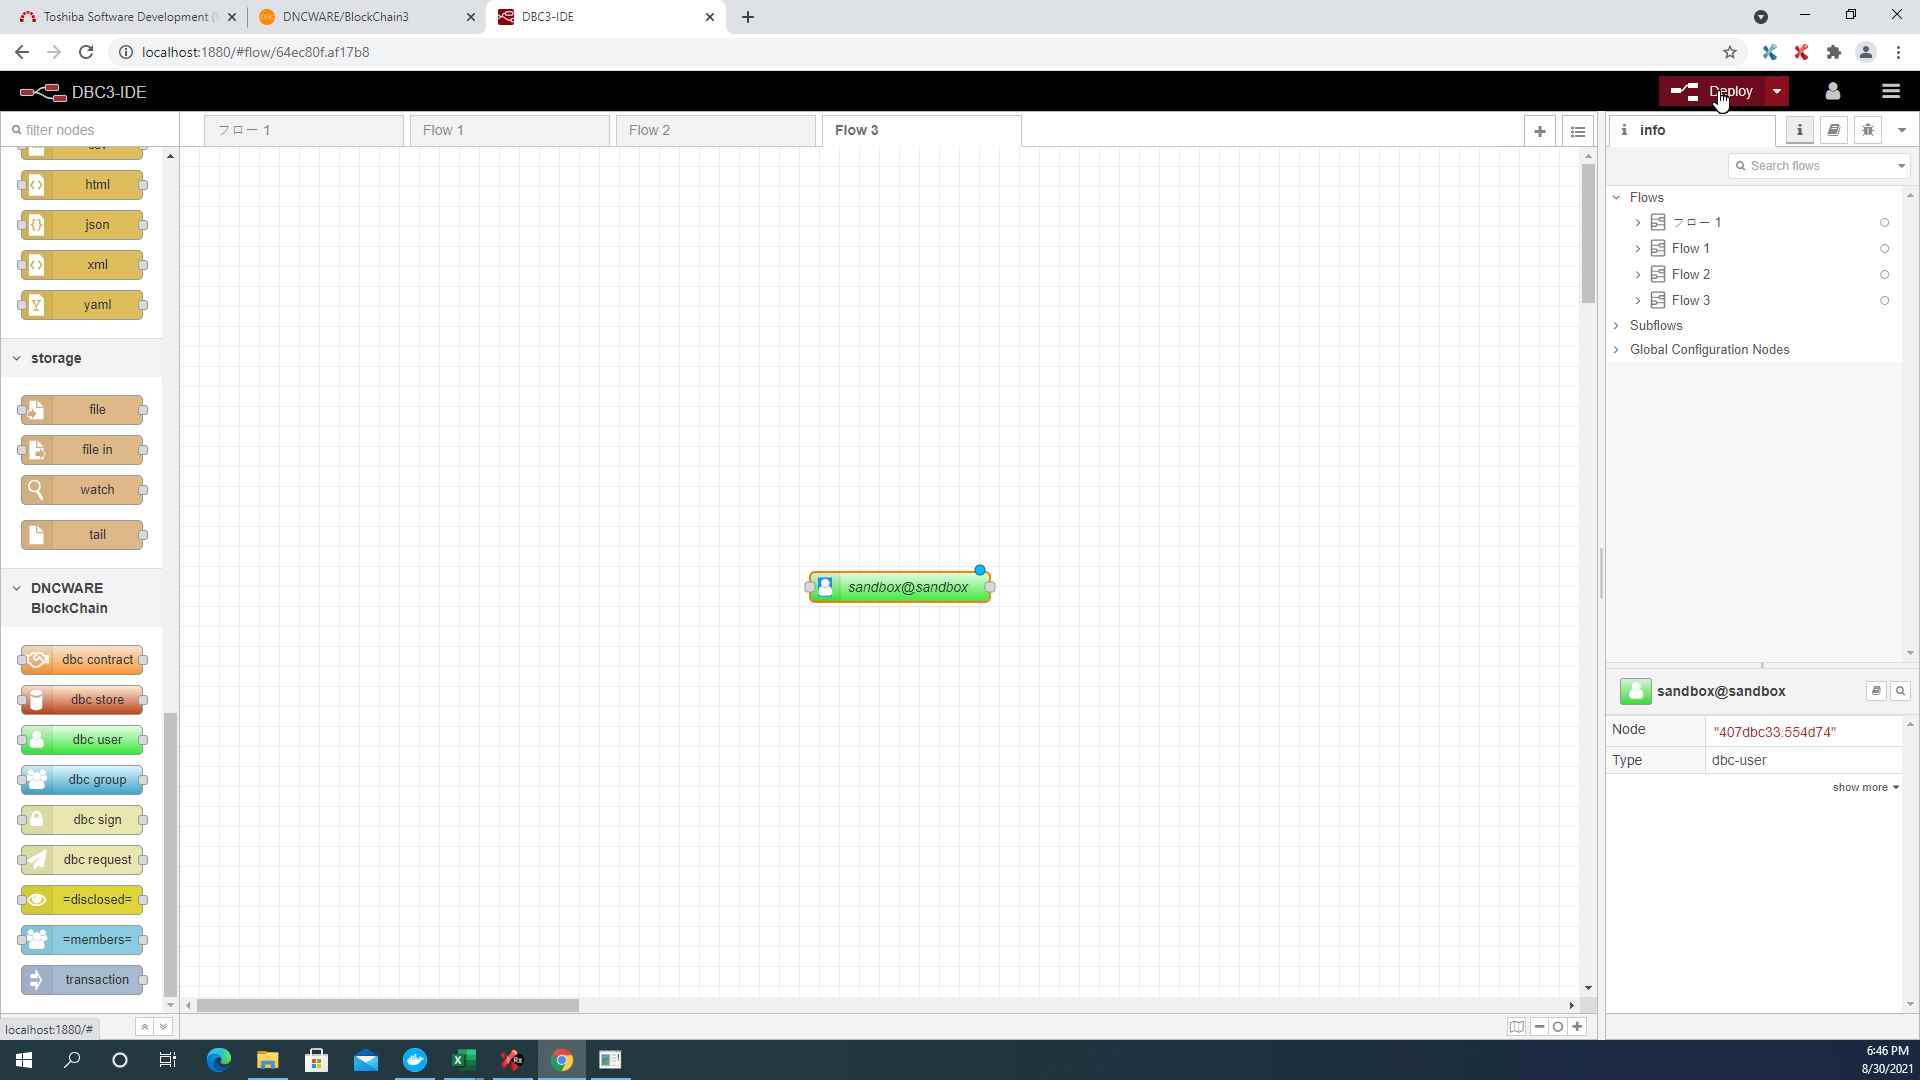 Toshiba Software Development (
DNCWARE/BlockChain3
DBC3-IDE
localhost:1880/#flow/64ec80f.af17b8
DBC3-IDE
Deploy
filter nodes
フロー 1
Flow 1
Flow 2
Flow 3
info
Search flows
html
json
xml
yaml
storage
file
file in
watch
tail
DNCWARE
BlockChain
dbc contract
dbc store
dbc user
dbc group
dbc sign
dbc request
=disclosed=
=members=
transaction
sandbox@sandbox
Flows
フロー 1
Flow 1
Flow 2
Flow 3
Subflows
Global Configuration Nodes
sandbox@sandbox
Node "407dbc33.554d74"
Type dbc-user
show more
localhost:1880/#
6:46 PM
8/30/2021